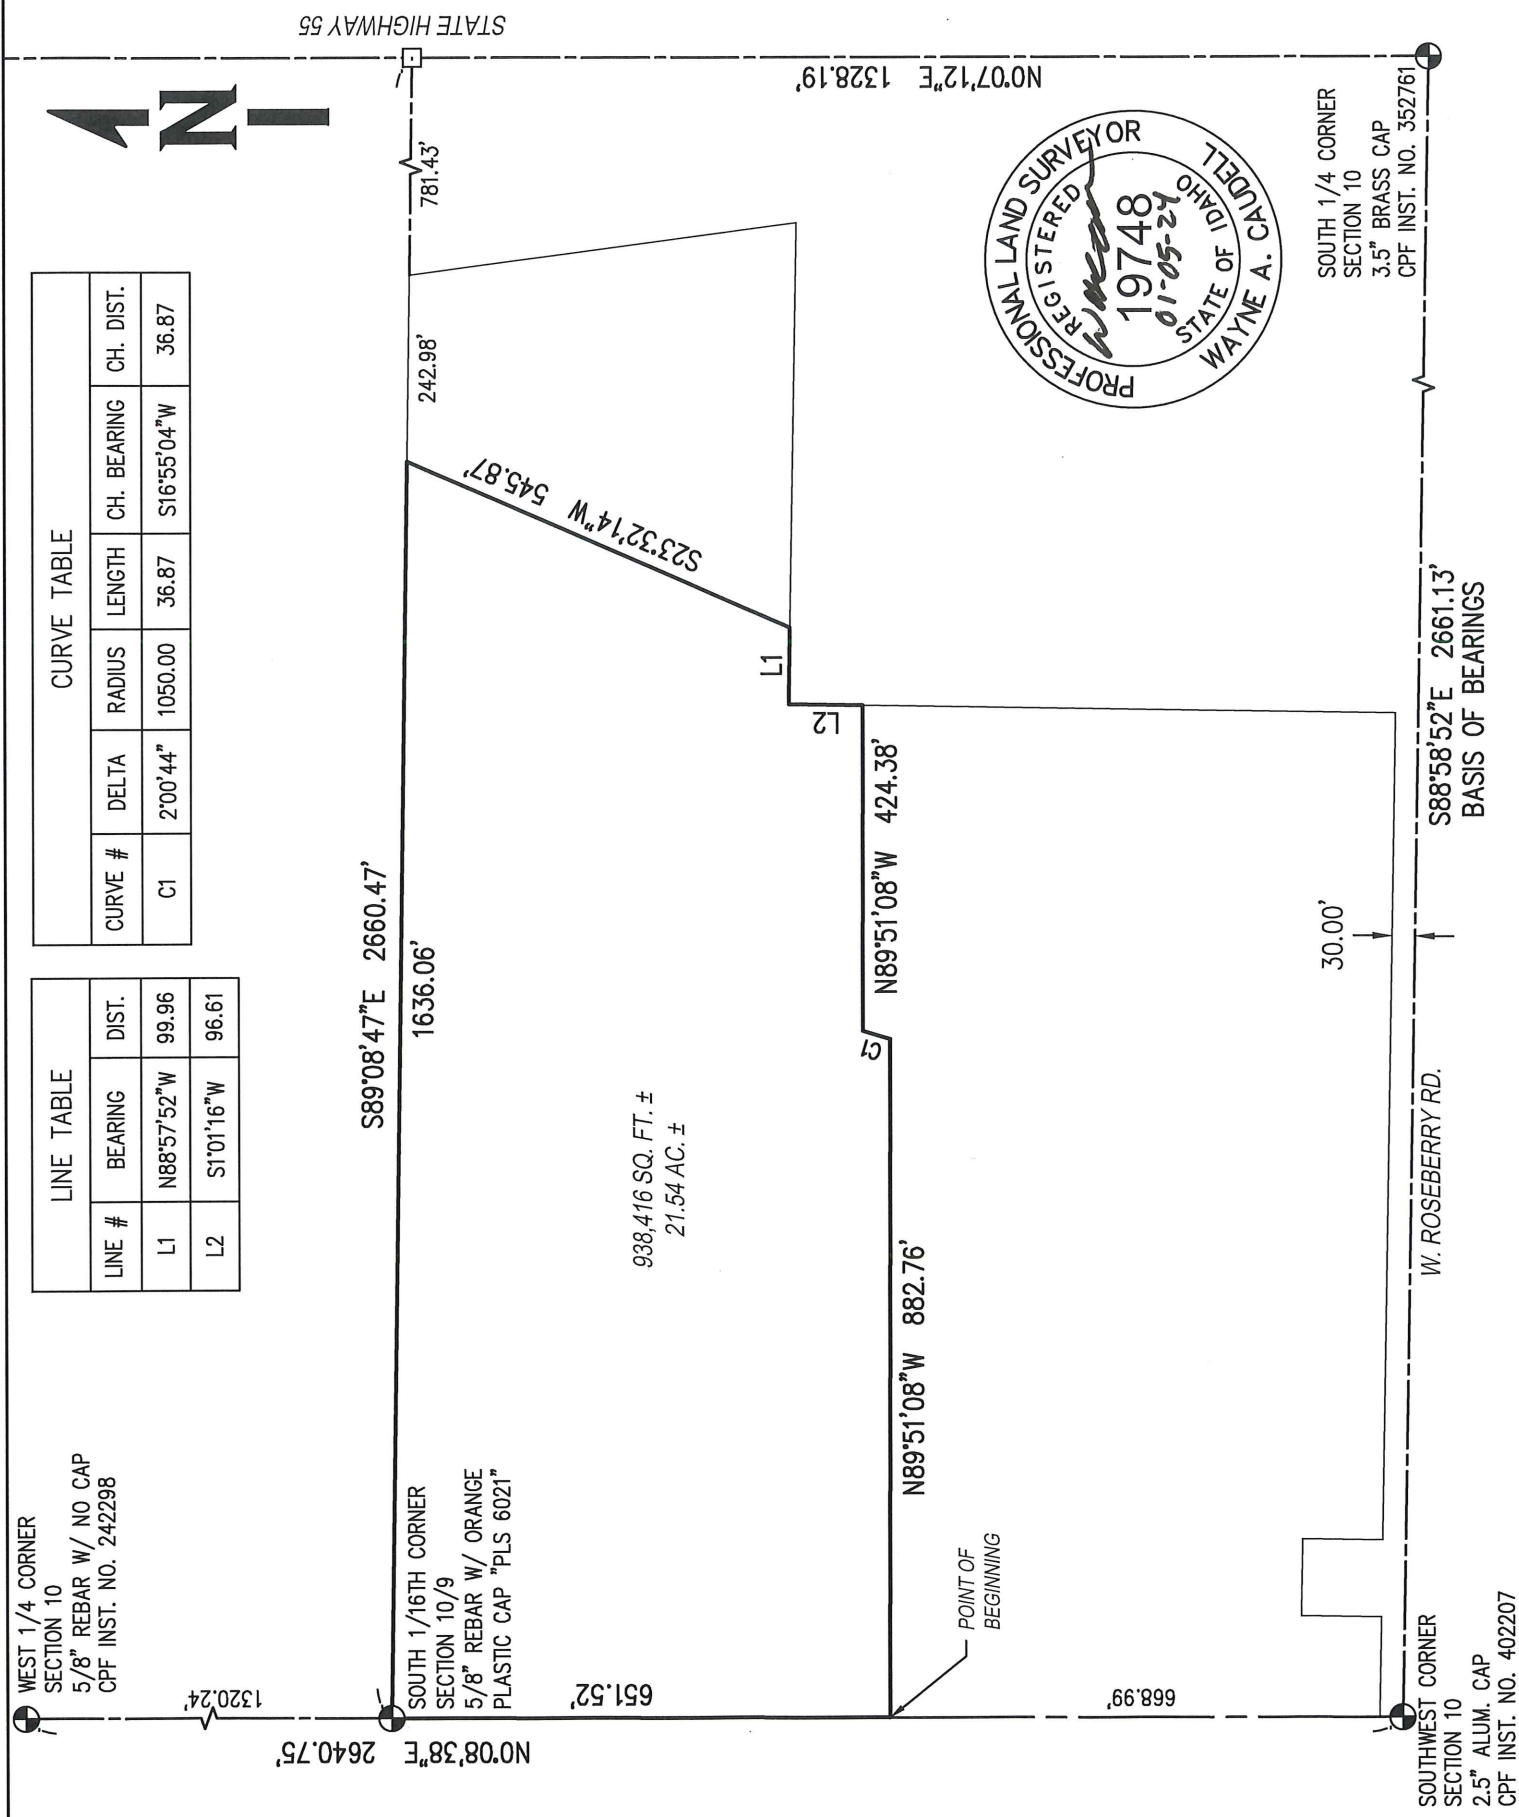 STATE HIGHWAY 55
N
LINE TABLE
LINE # BEARING DIST.
L1 N88°57'52"W 99.96
L2 S1°01'16"W 96.61
CURVE TABLE
CURVE # DELTA RADIUS LENGTH CH. BEARING CH. DIST.
C1 2°00'44" 1050.00 36.87 S16°55'04"W 36.87
WEST 1/4 CORNER
SECTION 10
5/8" REBAR W/ NO CAP
CPF INST. NO. 242298
1320.24'
N0°08'38"E 2640.75'
SOUTH 1/16TH CORNER
SECTION 10/9
5/8" REBAR W/ ORANGE
PLASTIC CAP "PLS 6021"
S89°08'47"E 2660.47'
1636.06'
242.98'
781.43'
N0°07'12"E 1328.19'
S23°32'14"W 545.87'
L1
L2
938,416 SQ. FT. ±
21.54 AC. ±
651.52'
N89°51'08"W 424.38'
C1
N89°51'08"W 882.76'
POINT OF
BEGINNING
668.99'
PROFESSIONAL LAND SURVEYOR
REGISTERED
19748
01-05-24
STATE OF IDAHO
WAYNE A. CAUDELL
SOUTH 1/4 CORNER
SECTION 10
3.5" BRASS CAP
CPF INST. NO. 352761
30.00'
W. ROSEBERRY RD.
S88°58'52"E 2661.13'
BASIS OF BEARINGS
SOUTHWEST CORNER
SECTION 10
2.5" ALUM. CAP
CPF INST. NO. 402207